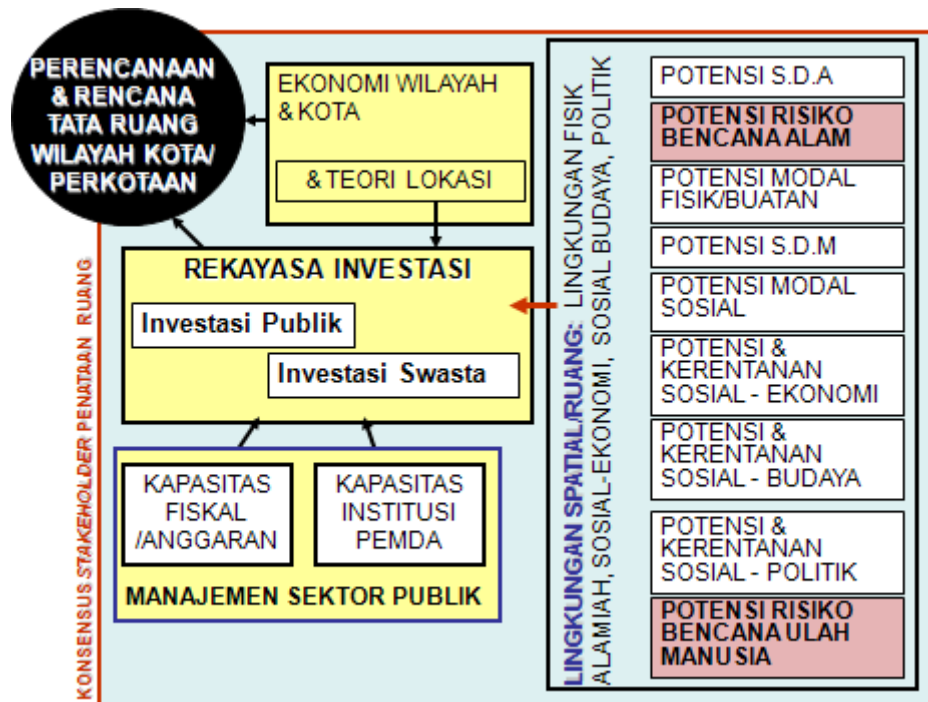 PERENCANAAN
& RENCANA
TATA RUANG
WILAYAH KOTA/
PERKOTAAN
EKONOMI WILAYAH
& KOTA
& TEORI LOKASI
REKAYASA INVESTASI
Investasi Publik
Investasi Swasta
KAPASITAS
FISKAL
/ANGGARAN
KAPASITAS
INSTITUSI
PEMDA
MANAJEMEN SEKTOR PUBLIK
KONSENSUS STAKEHOLDER PENATAAN RUANG
LINGKUNGAN SPATIAL/RUANG: LINGKUNGAN FISIK
ALAMIAH, SOSIAL-EKONOMI, SOSIAL BUDAYA, POLITIK
POTENSI S.D.A
POTENSI RISIKO
BENCANA ALAM
POTENSI MODAL
FISIK/BUATAN
POTENSI S.D.M
POTENSI MODAL
SOSIAL
POTENSI &
KERENTANAN
SOSIAL - EKONOMI
POTENSI &
KERENTANAN
SOSIAL - BUDAYA
POTENSI &
KERENTANAN
SOSIAL - POLITIK
POTENSI RISIKO
BENCANA ULAH
MANUSIA